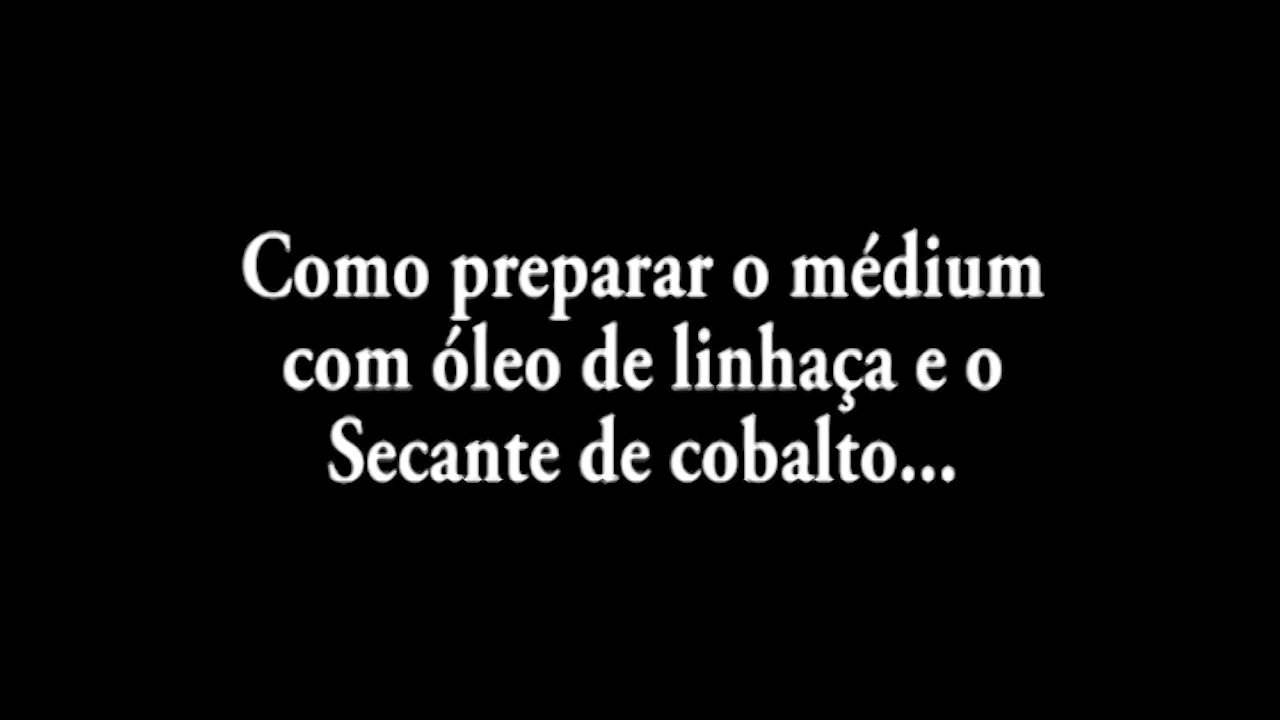 Como preparar o médium
com óleo de linhaça e o
Secante de cobalto...